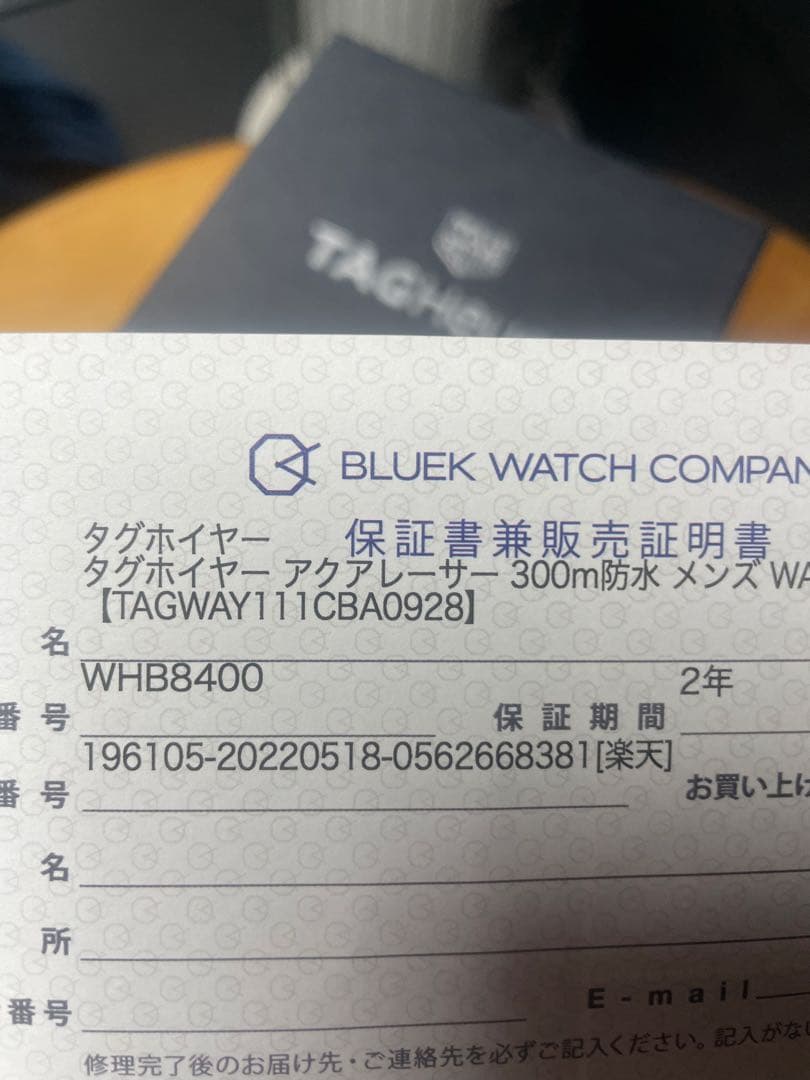 TAGHEU
BLUEK WATCH COMPAN
タグホイヤー 保証書兼販売証明書
タグホイヤー アクアレーサー 300m防水 メンズ WA
【TAGWAY111CBA0928】
名
WHB8400 2年
番号 保証期間
196105-20220518-0562668381[楽天]
番号 お買い上げ
名
所
E-mail
番号
修理完了後のお届け先・ご連絡先を必ずご記入ください。記入がない